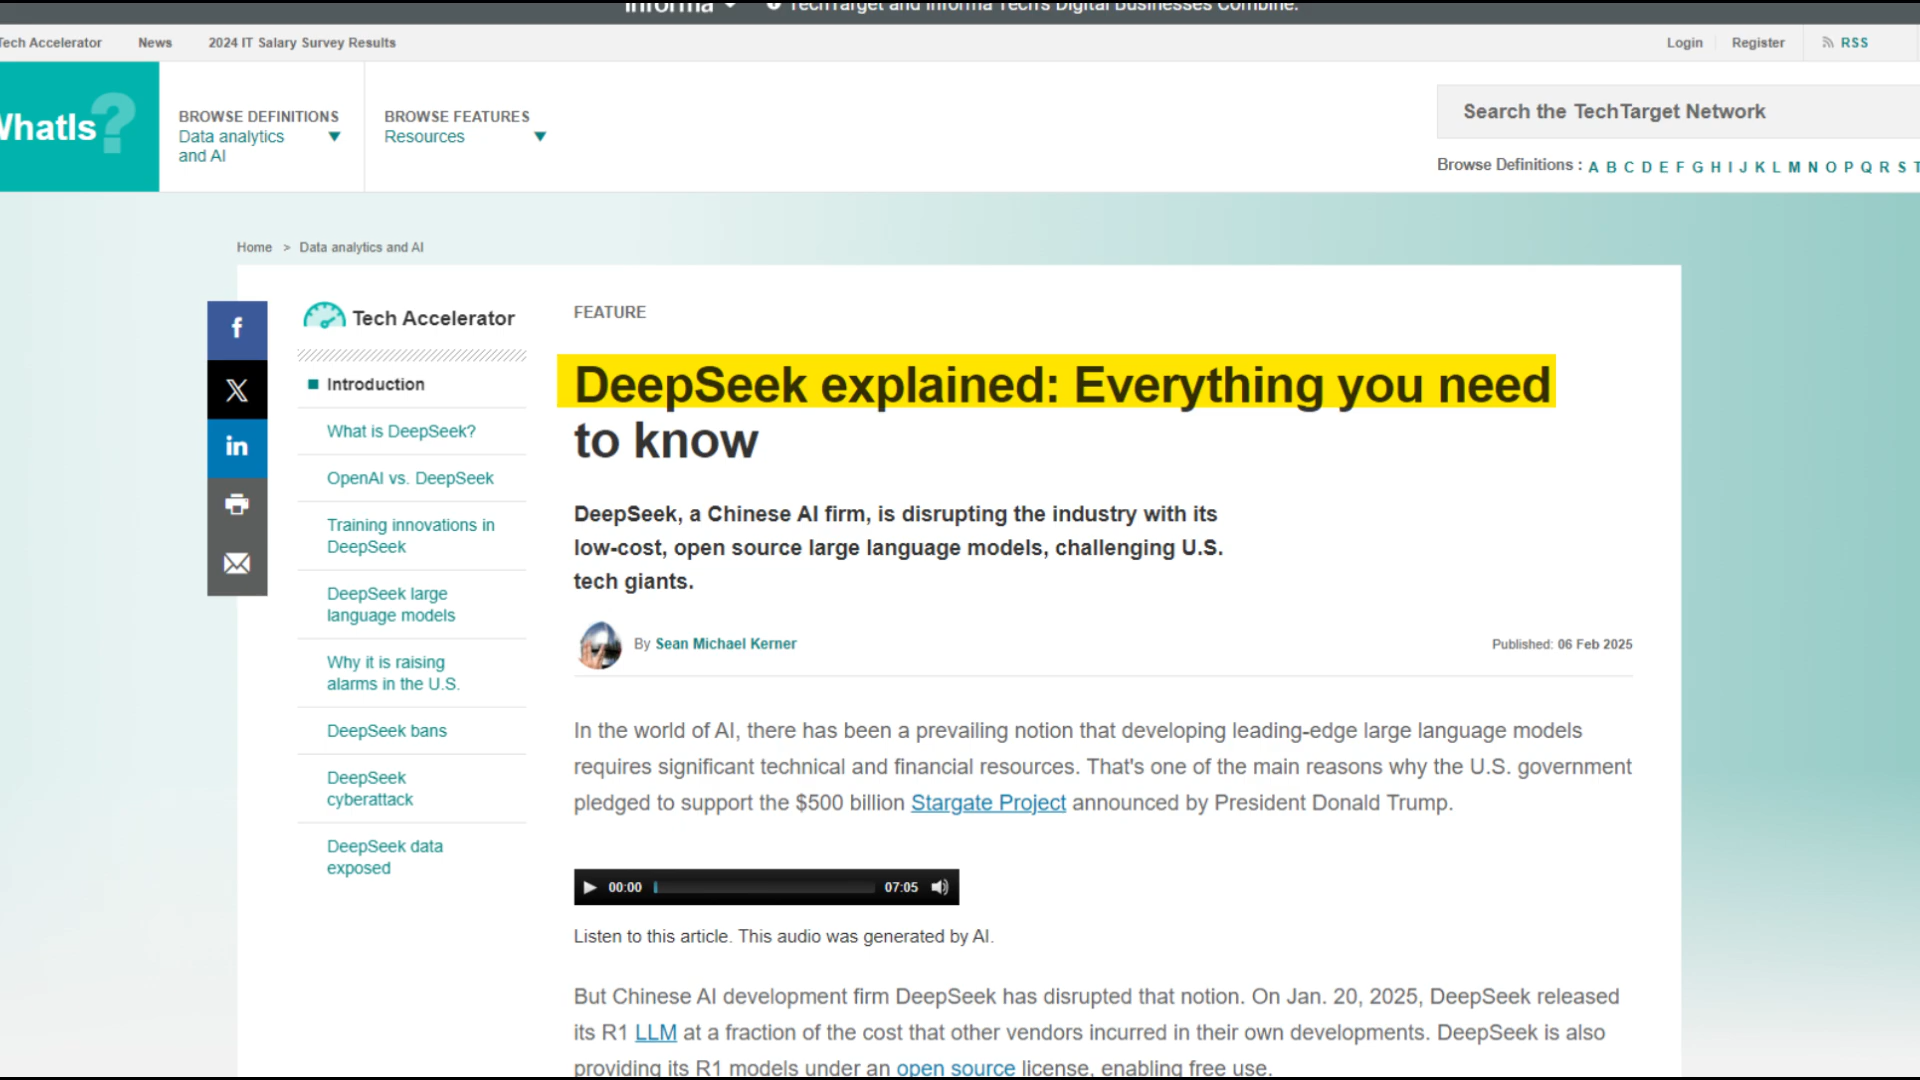 informa TechTarget and Informa Tech's Digital Businesses Combine.
Tech Accelerator News 2024 IT Salary Survey Results Login Register RSS
WhatIs?
BROWSE DEFINITIONS
Data analytics
and AI
BROWSE FEATURES
Resources
Search the TechTarget Network
Browse Definitions : A B C D E F G H I J K L M N O P Q R S T
Home > Data analytics and AI
f
X
in
Tech Accelerator
Introduction
What is DeepSeek?
OpenAI vs. DeepSeek
Training innovations in
DeepSeek
DeepSeek large
language models
Why it is raising
alarms in the U.S.
DeepSeek bans
DeepSeek
cyberattack
DeepSeek data
exposed
FEATURE
DeepSeek explained: Everything you need
to know
DeepSeek, a Chinese AI firm, is disrupting the industry with its
low-cost, open source large language models, challenging U.S.
tech giants.
By Sean Michael Kerner Published: 06 Feb 2025
In the world of AI, there has been a prevailing notion that developing leading-edge large language models
requires significant technical and financial resources. That's one of the main reasons why the U.S. government
pledged to support the $500 billion Stargate Project announced by President Donald Trump.
00:00 07:05
Listen to this article. This audio was generated by AI.
But Chinese AI development firm DeepSeek has disrupted that notion. On Jan. 20, 2025, DeepSeek released
its R1 LLM at a fraction of the cost that other vendors incurred in their own developments. DeepSeek is also
providing its R1 models under an open source license, enabling free use.